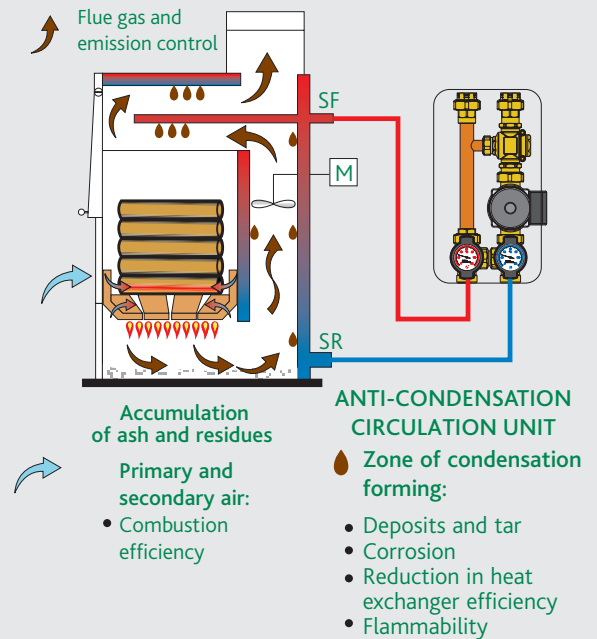 Flue gas and
emission control
SF
M
SR
Accumulation
of ash and residues
Primary and
secondary air:
• Combustion
efficiency
ANTI-CONDENSATION
CIRCULATION UNIT
Zone of condensation
forming:
• Deposits and tar
• Corrosion
• Reduction in heat
exchanger efficiency
• Flammability